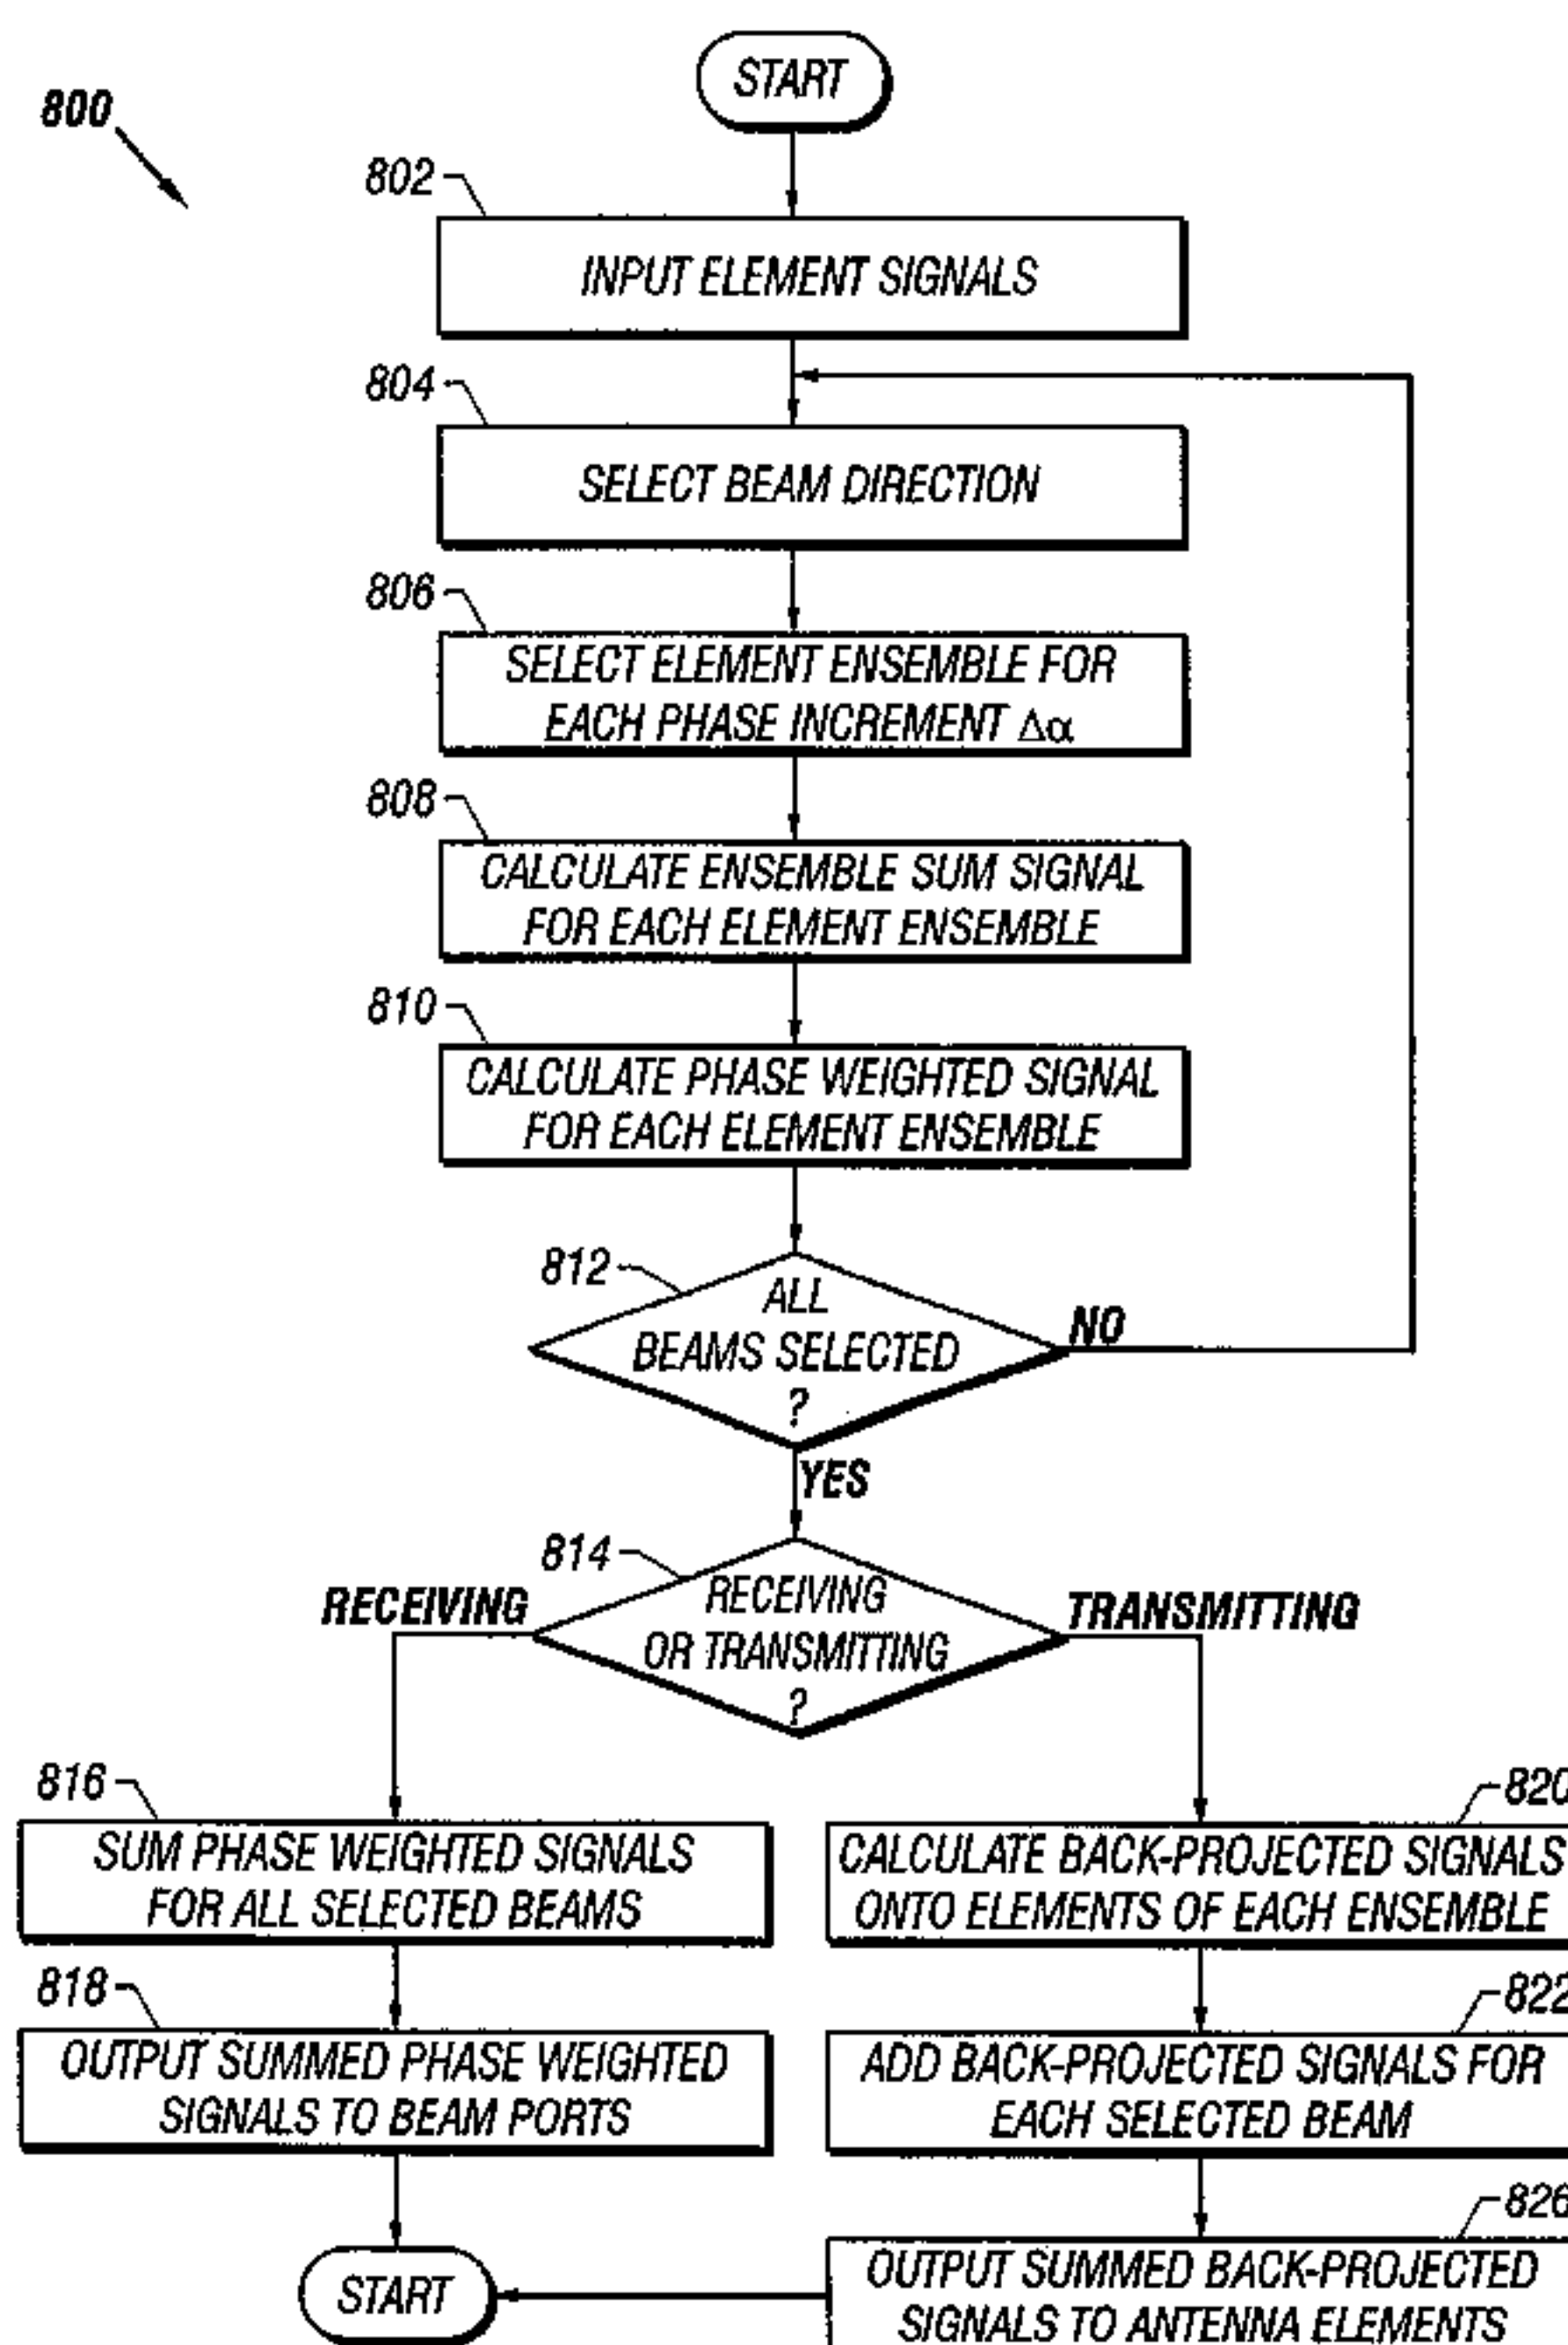 START
800
802
INPUT ELEMENT SIGNALS
804
SELECT BEAM DIRECTION
806
SELECT ELEMENT ENSEMBLE FOR
EACH PHASE INCREMENT Δα
808
CALCULATE ENSEMBLE SUM SIGNAL
FOR EACH ELEMENT ENSEMBLE
810
CALCULATE PHASE WEIGHTED SIGNAL
FOR EACH ELEMENT ENSEMBLE
812
ALL
BEAMS SELECTED
?
NO
YES
814
RECEIVING
OR TRANSMITTING
?
RECEIVING
TRANSMITTING
816
SUM PHASE WEIGHTED SIGNALS
FOR ALL SELECTED BEAMS
818
OUTPUT SUMMED PHASE WEIGHTED
SIGNALS TO BEAM PORTS
START
820
CALCULATE BACK-PROJECTED SIGNALS
ONTO ELEMENTS OF EACH ENSEMBLE
822
ADD BACK-PROJECTED SIGNALS FOR
EACH SELECTED BEAM
826
OUTPUT SUMMED BACK-PROJECTED
SIGNALS TO ANTENNA ELEMENTS